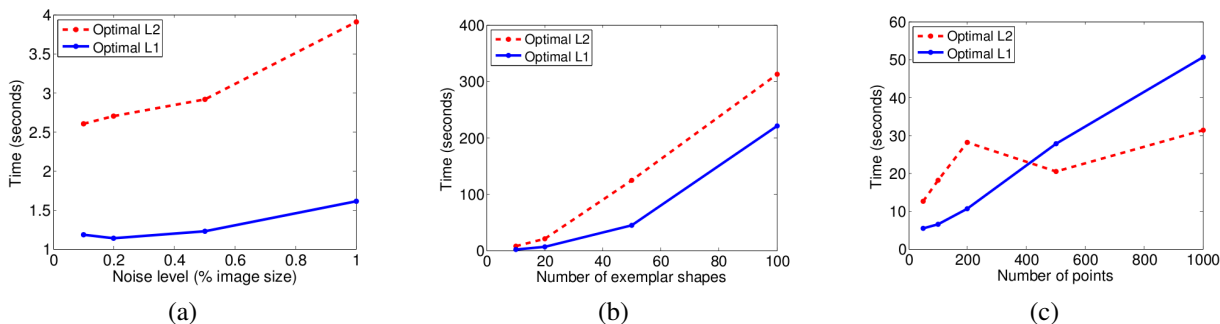 4
3.5
3
2.5
2
1.5
1
0
0.2
0.4
0.6
0.8
1
Time (seconds)
Noise level (% image size)
Optimal L2
Optimal L1
(a)
400
300
200
100
0
0
20
40
60
80
100
Time (seconds)
Number of exemplar shapes
Optimal L2
Optimal L1
(b)
60
50
40
30
20
10
0
0
200
400
600
800
1000
Time (seconds)
Number of points
Optimal L2
Optimal L1
(c)